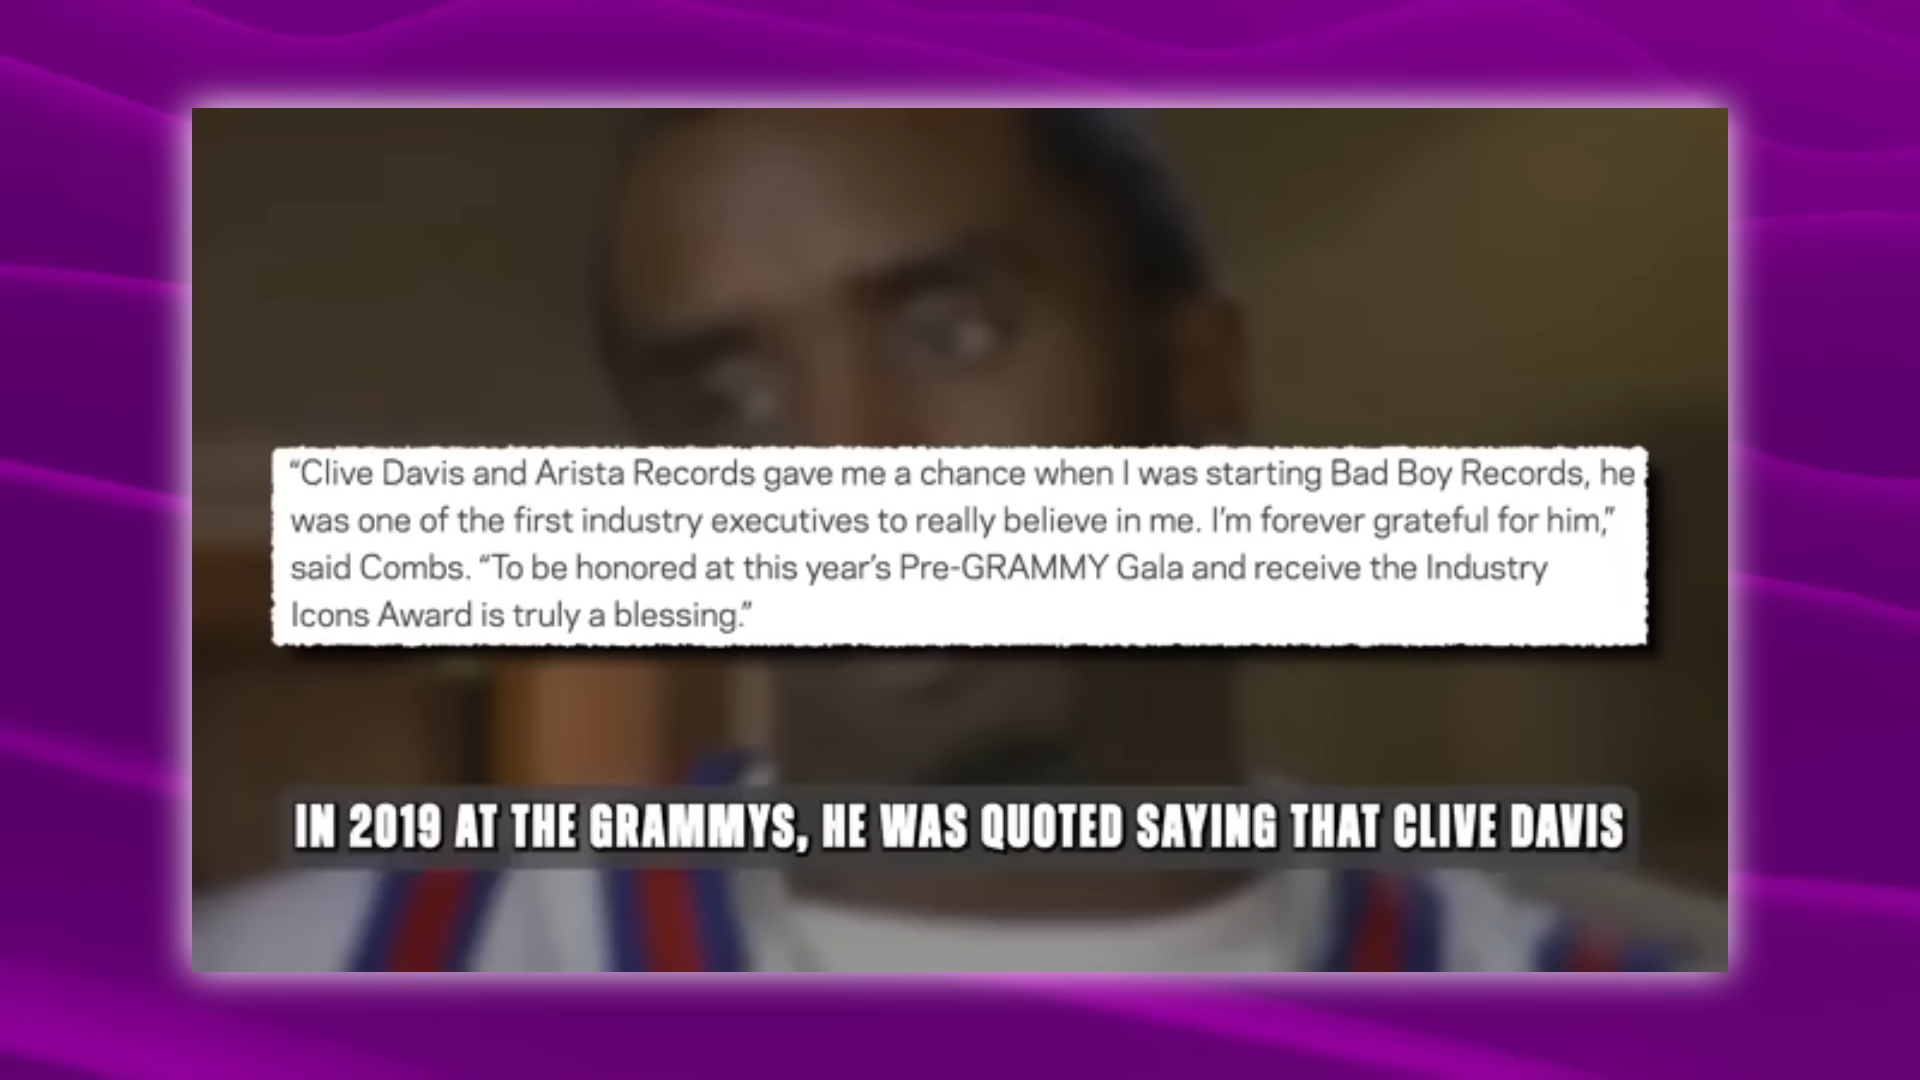 “Clive Davis and Arista Records gave me a chance when I was starting Bad Boy Records, he
was one of the first industry executives to really believe in me. I’m forever grateful for him,”
said Combs. “To be honored at this year’s Pre-GRAMMY Gala and receive the Industry
Icons Award is truly a blessing.”
IN 2019 AT THE GRAMMYS, HE WAS QUOTED SAYING THAT CLIVE DAVIS